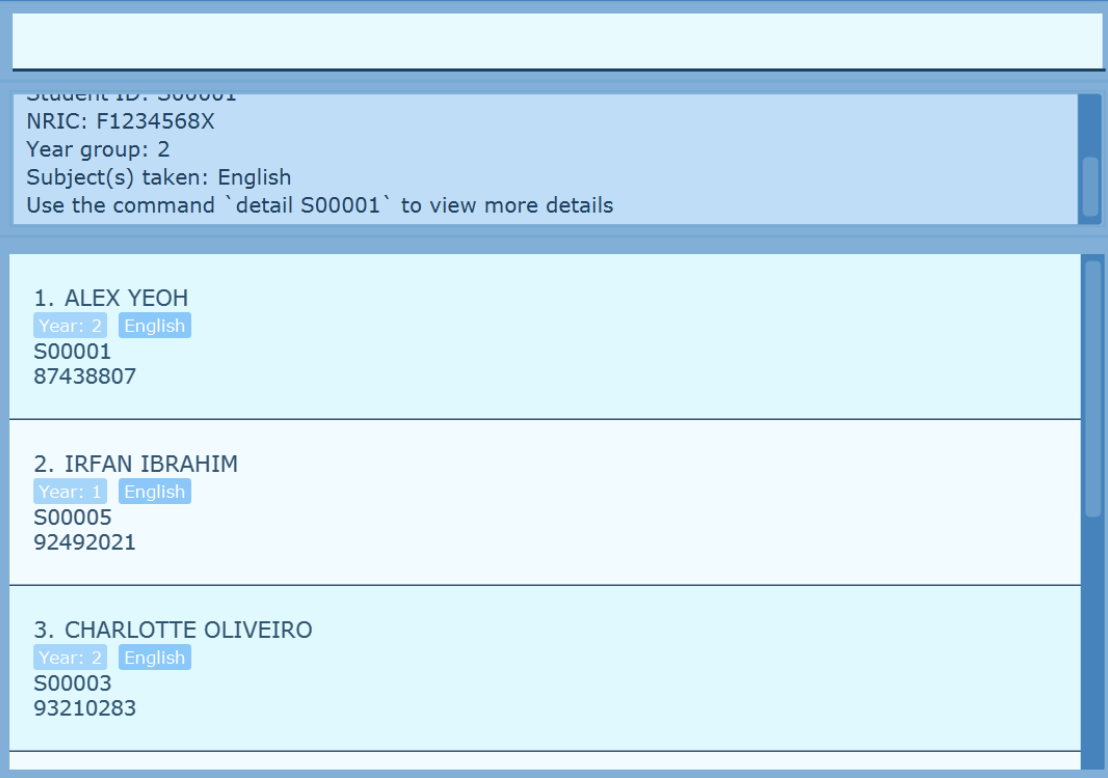 Student ID: S00001
NRIC: F1234568X
Year group: 2
Subject(s) taken: English
Use the command `detail S00001` to view more details
1. ALEX YEOH
Year: 2 English
S00001
87438807
2. IRFAN IBRAHIM
Year: 1 English
S00005
92492021
3. CHARLOTTE OLIVEIRO
Year: 2 English
S00003
93210283